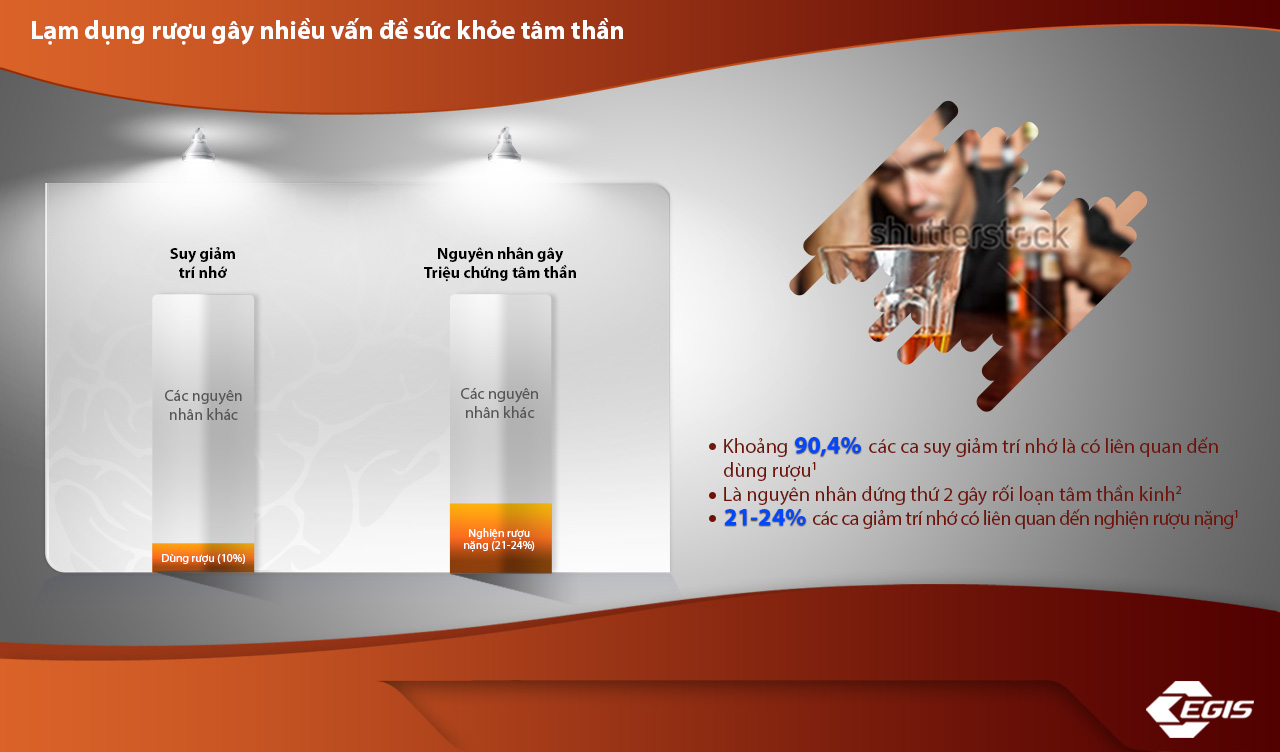 Lạm dụng rượu gây nhiều vấn đề sức khỏe tâm thần
Suy giảm
trí nhớ
Nguyên nhân gây
Triệu chứng tâm thần
Các nguyên
nhân khác
Các nguyên
nhân khác
Nghiện rượu
nặng (21-24%)
Dùng rượu (10%)
shutterstock
• Khoảng 90,4% các ca suy giảm trí nhớ là có liên quan đến
dùng rượu¹
• Là nguyên nhân đứng thứ 2 gây rối loạn tâm thần kinh²
• 21-24% các ca giảm trí nhớ có liên quan đến nghiện rượu nặng¹
EGIS